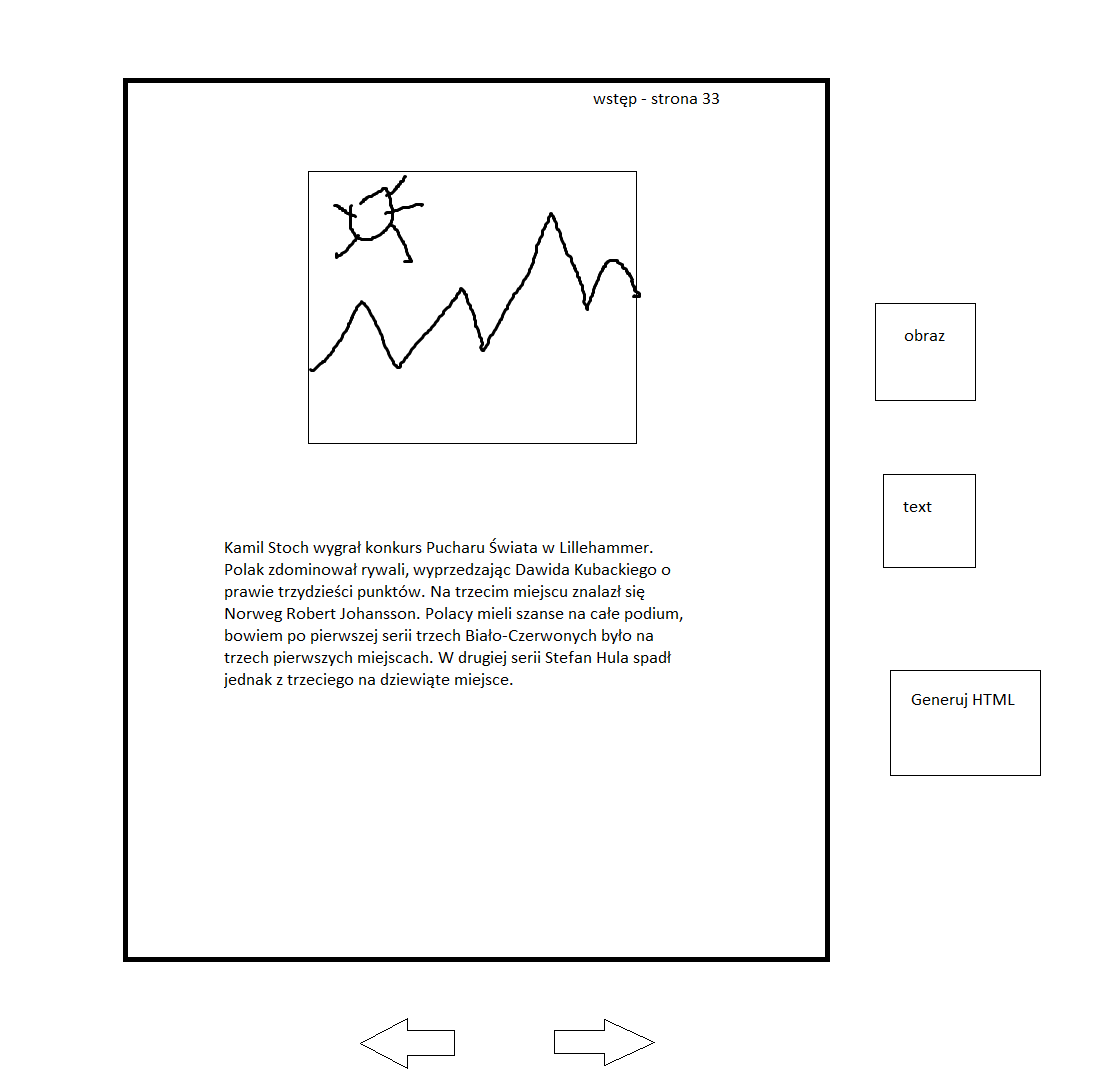 wstęp - strona 33
obraz
text
Kamil Stoch wygrał konkurs Pucharu Świata w Lillehammer.
Polak zdominował rywali, wyprzedzając Dawida Kubackiego o
prawie trzydzieści punktów. Na trzecim miejscu znalazł się
Norweg Robert Johansson. Polacy mieli szanse na całe podium,
bowiem po pierwszej serii trzech Biało-Czerwonych było na
trzech pierwszych miejscach. W drugiej serii Stefan Hula spadł
jednak z trzeciego na dziewiąte miejsce.
Generuj HTML